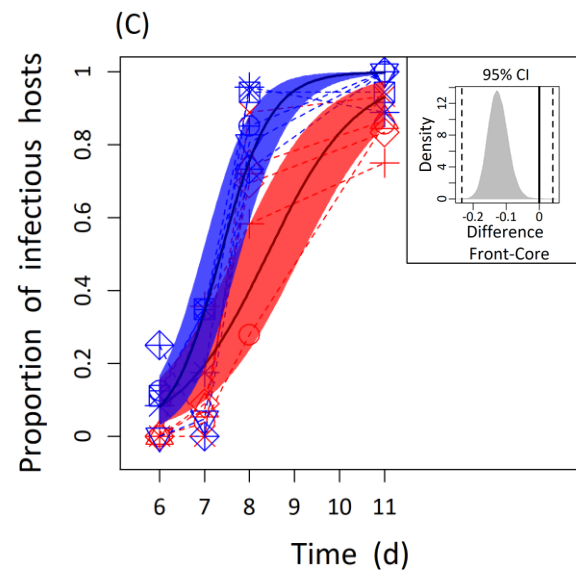 (C)
Proportion of infectious hosts
1
0.8
0.6
0.4
0.2
0
6 7 8 9 10 11
Time (d)
95% CI
Density
12
8
4
0
-0.2 -0.1 0
Difference
Front-Core